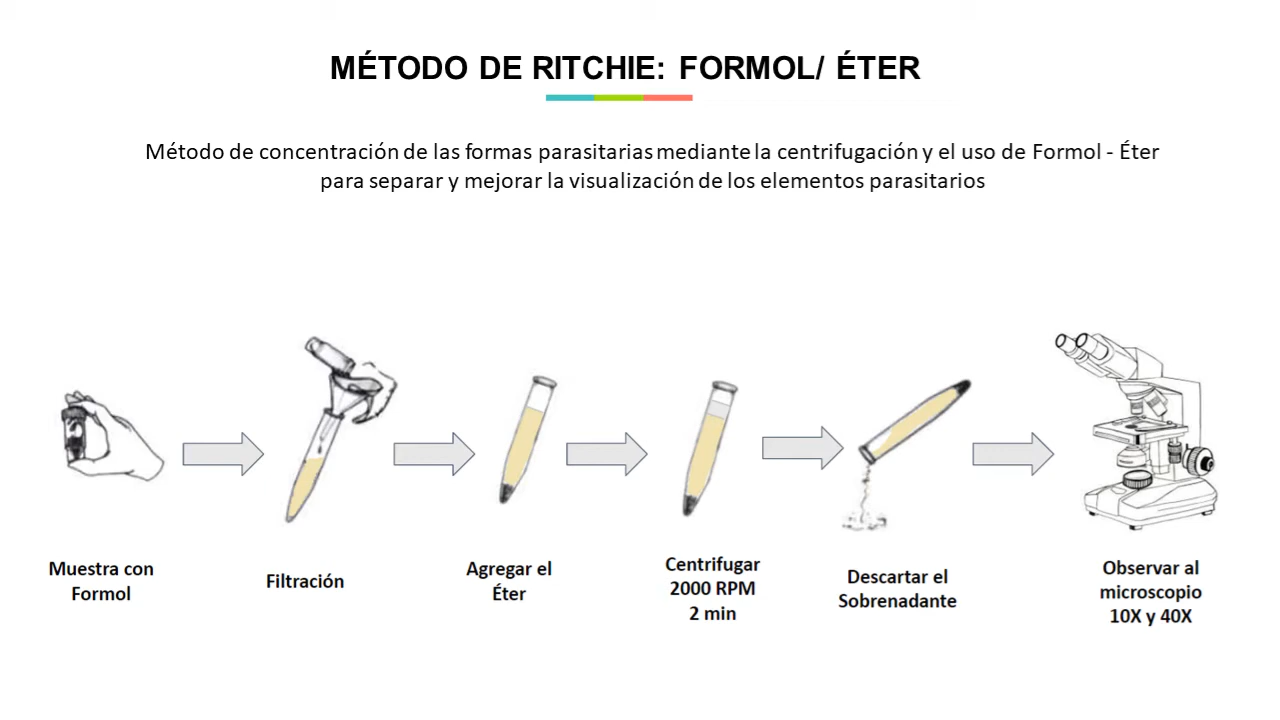 MÉTODO DE RITCHIE: FORMOL/ ÉTER
Método de concentración de las formas parasitarias mediante la centrifugación y el uso de Formol - Éter
para separar y mejorar la visualización de los elementos parasitarios
Muestra con
Formol
Filtración
Agregar el
Éter
Centrifugar
2000 RPM
2 min
Descartar el
Sobrenadante
Observar al
microscopio
10X y 40X